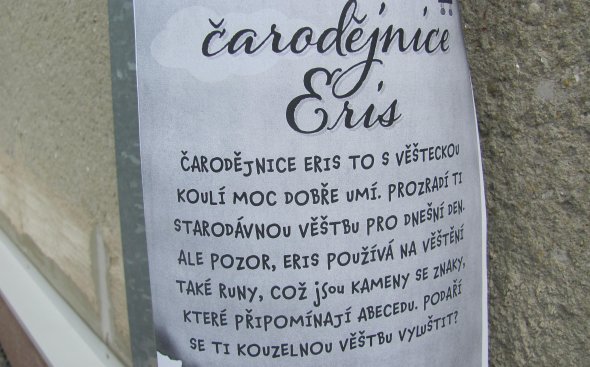 čarodějnice
Eris
ČARODĚJNICE ERIS TO S VĚŠTECKOU
KOULÍ MOC DOBŘE UMÍ. PROZRADÍ TI
STARODÁVNOU VĚŠTBU PRO DNEŠNÍ DEN.
ALE POZOR, ERIS POUŽÍVÁ NA VĚŠTĚNÍ
TAKÉ RUNY, COŽ jSOU KAMENY SE ZNAKY,
KTERÉ PŘIPOMÍNAJÍ ABECEDU. PODAŘÍ
SE TI KOUZELNOU VĚŠTBU VYLUŠTIT?